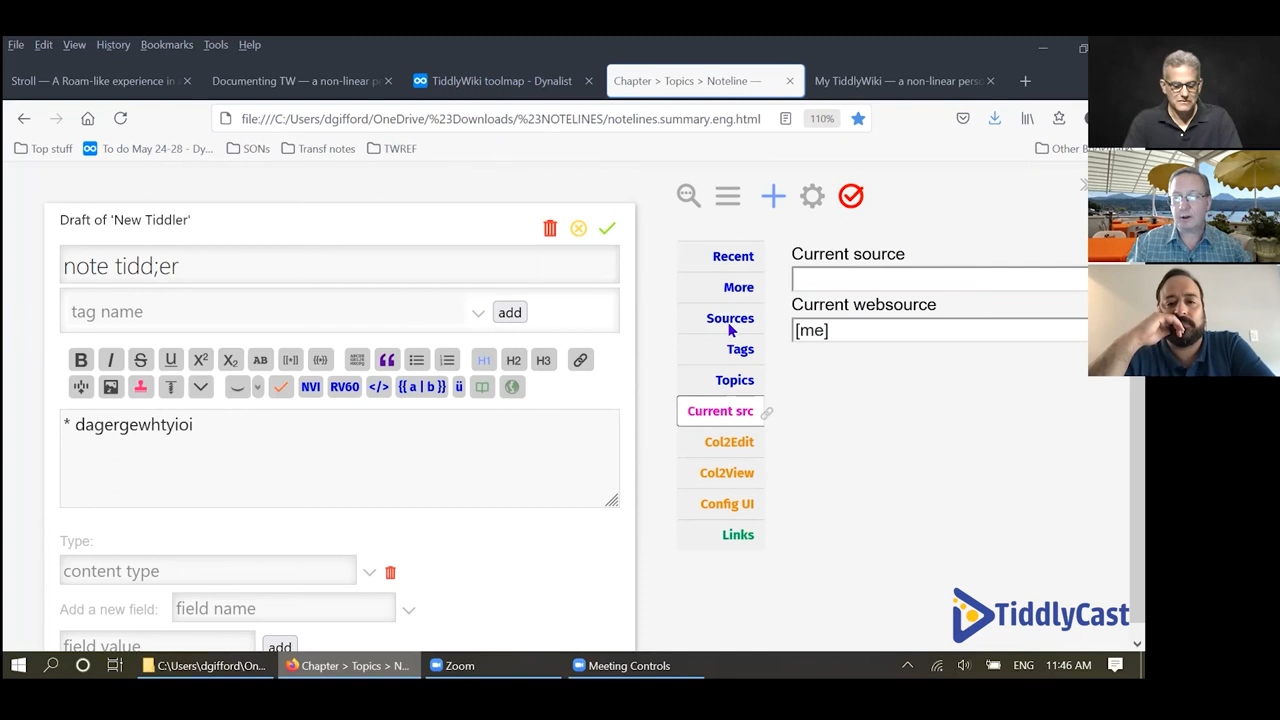 File Edit View History Bookmarks Tools Help
Stroll — A Roam-like experience in
Documenting TW — a non-linear p
TiddlyWiki toolmap - Dynalist
Chapter > Topics > Noteline —
My TiddlyWiki — a non-linear perso
file:///C:/Users/dgifford/OneDrive/%23Downloads/%23NOTELINES/notelines.summary.eng.html
110%
Top stuff
To do May 24-28 - Dy...
SONs
Transf notes
TWREF
Other Bookmarks
Draft of 'New Tiddler'
note tidd;er
tag name
add
B I S U X² X₂ AB H1 H2 H3
NVI RV60 </> {{ a | b }} ü
* dagergewhtyioi
Type:
content type
Add a new field:
field name
field value
add
Recent
More
Sources
Tags
Topics
Current src
Col2Edit
Col2View
Config UI
Links
Current source
Current websource
[me]
TiddlyCast
C:\Users\dgifford\On...
Chapter > Topics > N...
Zoom
Meeting Controls
ENG
11:46 AM